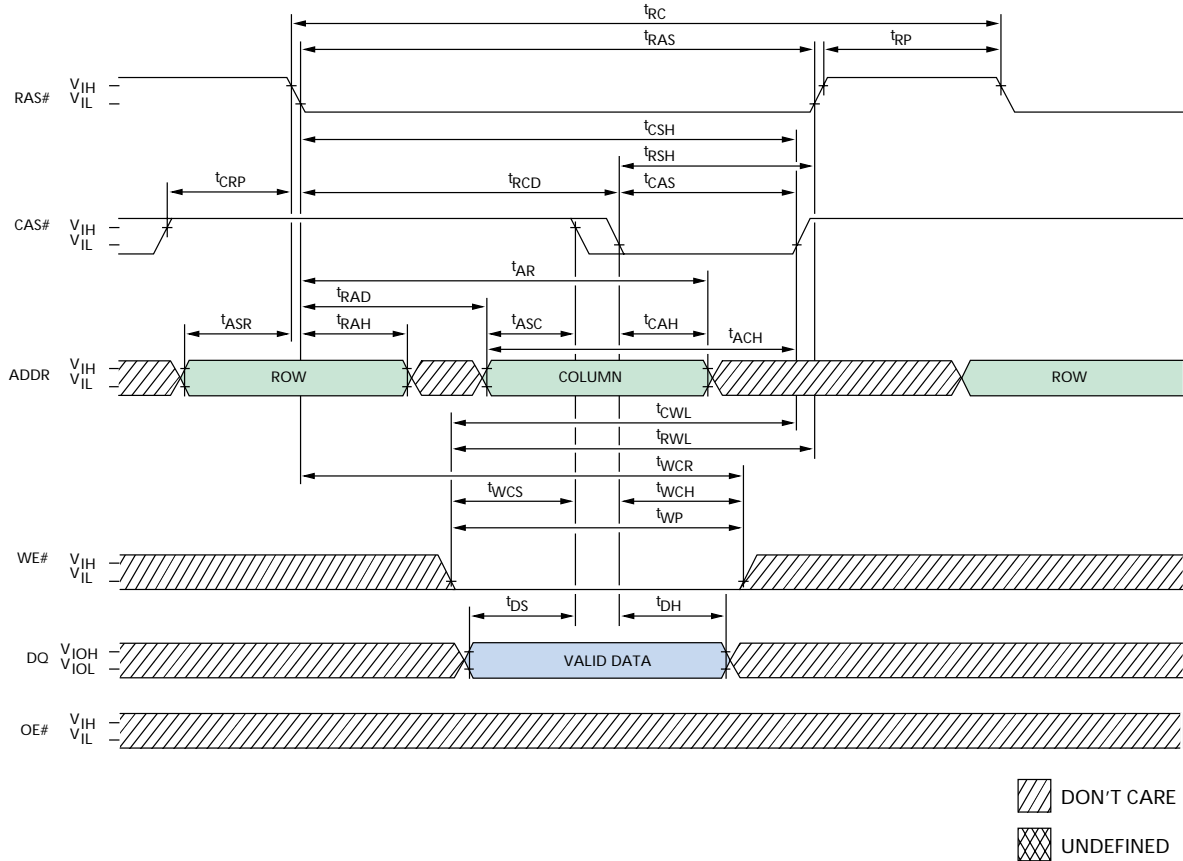 tRC
tRAS
tRP
RAS#
VIH
VIL
tCSH
tRSH
tCRP
tRCD
tCAS
CAS#
VIH
VIL
tAR
tRAD
tASR
tRAH
tASC
tCAH
tACH
ADDR
VIH
VIL
ROW
COLUMN
ROW
tCWL
tRWL
tWCR
tWCS
tWCH
tWP
WE#
VIH
VIL
tDS
tDH
DQ
VIOH
VIOL
VALID DATA
OE#
VIH
VIL
DON'T CARE
UNDEFINED